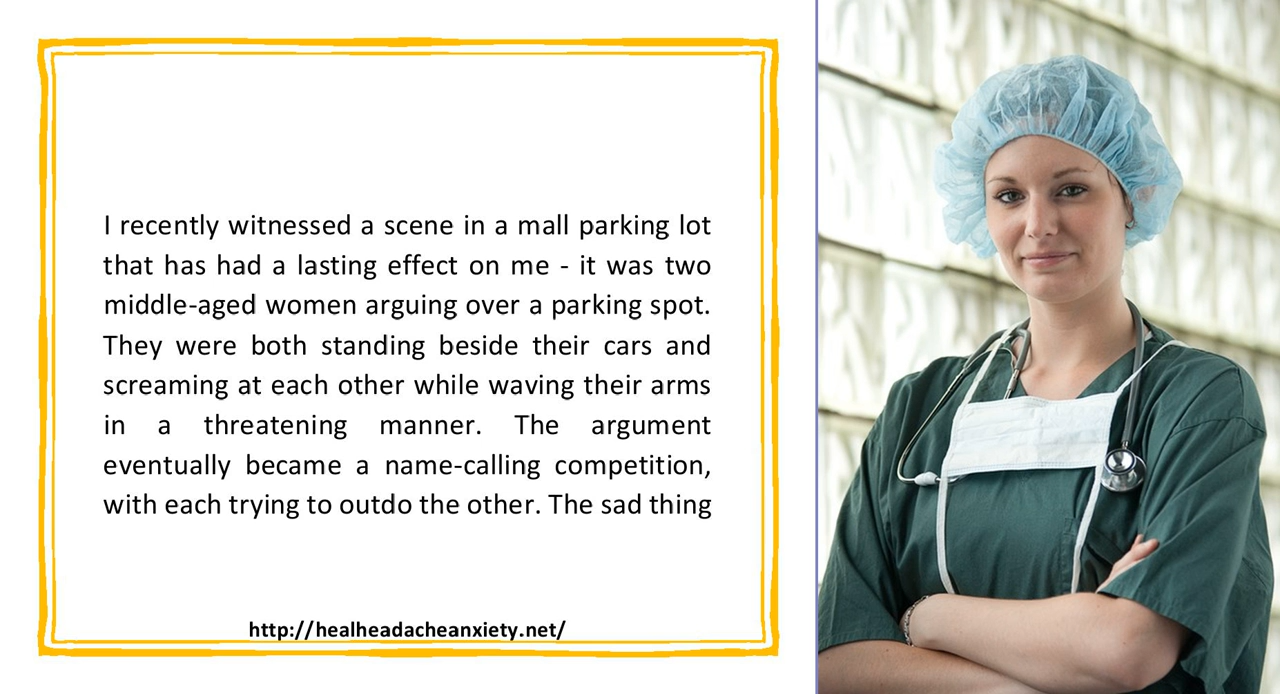 I recently witnessed a scene in a mall parking lot
that has had a lasting effect on me - it was two
middle-aged women arguing over a parking spot.
They were both standing beside their cars and
screaming at each other while waving their arms
in a threatening manner. The argument
eventually became a name-calling competition,
with each trying to outdo the other. The sad thing
http://healheadacheanxiety.net/